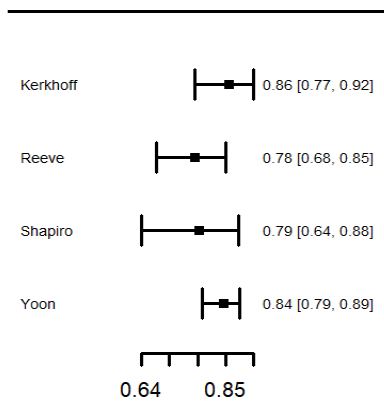 Kerkhoff 0.86 [0.77, 0.92]
Reeve 0.78 [0.68, 0.85]
Shapiro 0.79 [0.64, 0.88]
Yoon 0.84 [0.79, 0.89]
0.64 0.85